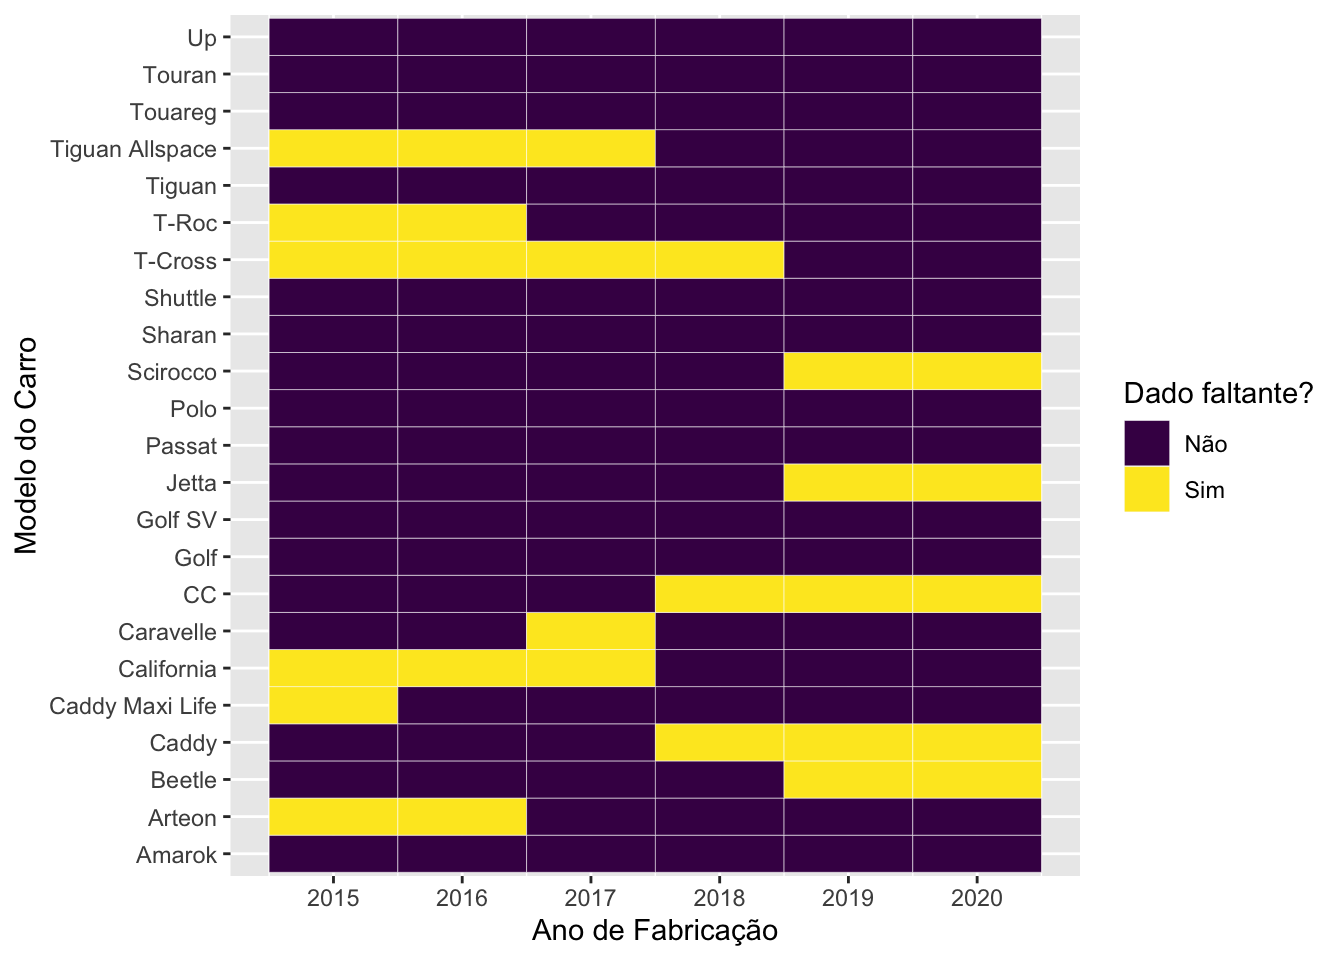 Modelo do Carro
Up
Touran
Touareg
Tiguan Allspace
Tiguan
T-Roc
T-Cross
Shuttle
Sharan
Scirocco
Polo
Passat
Jetta
Golf SV
Golf
CC
Caravelle
California
Caddy Maxi Life
Caddy
Beetle
Arteon
Amarok
2015 2016 2017 2018 2019 2020
Ano de Fabricação
Dado faltante?
Não
Sim